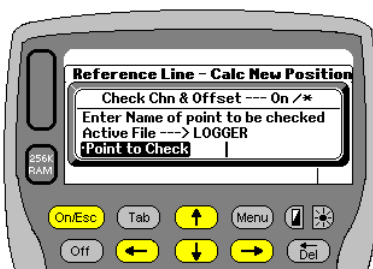 Reference Line - Calc New Position
Check Chn & Offset --- On /*
Enter Name of point to be checked
Active File ---> LOGGER
·Point to Check
256K
RAM
On/Esc
Tab
Menu
Off
Del